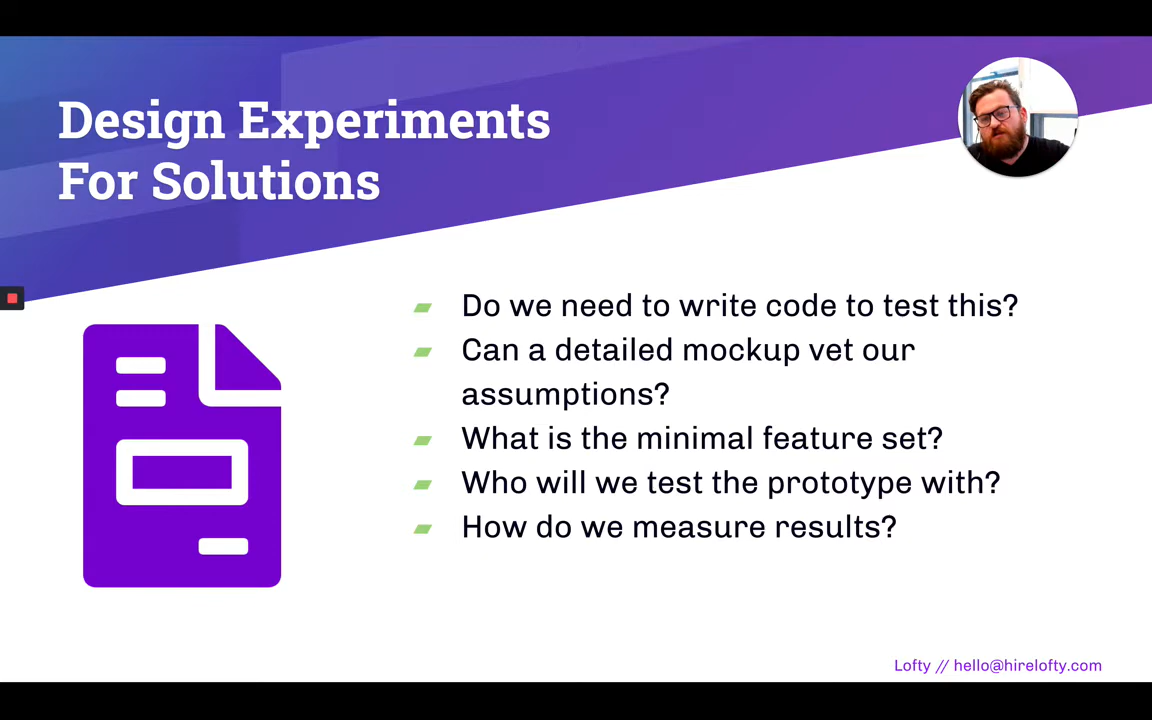 Design Experiments
For Solutions
Do we need to write code to test this?
Can a detailed mockup vet our
assumptions?
What is the minimal feature set?
Who will we test the prototype with?
How do we measure results?
Lofty // hello@hirelofty.com